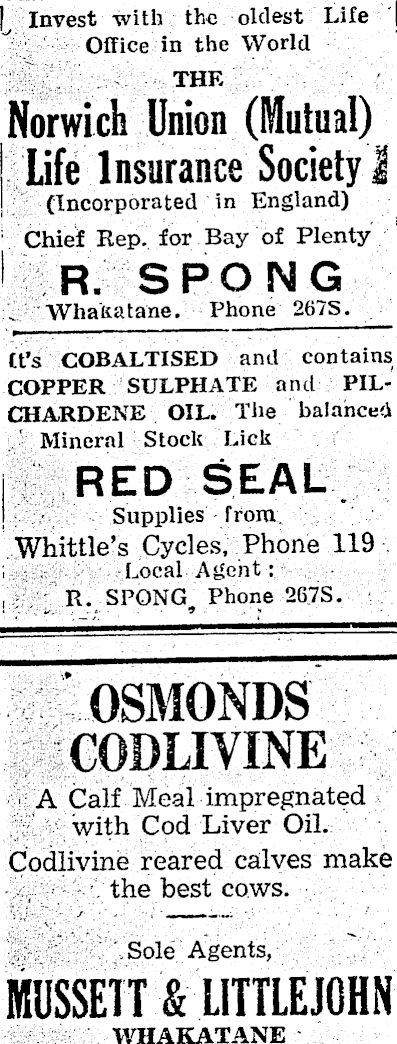 Invest with the oldest Life
Office in the World
THE
Norwich Union (Mutual)
Life Insurance Society
(Incorporated in England)
Chief Rep. for Bay of Plenty
R. SPONG
Whakatane. Phone 267S.
It's COBALTISED and contains
COPPER SULPHATE and PIL-
CHARDENE OIL. The balanced
Mineral Stock Lick
RED SEAL
Supplies from
Whittle's Cycles, Phone 119
Local Agent:
R. SPONG, Phone 267S.
OSMONDS
CODLIVINE
A Calf Meal impregnated
with Cod Liver Oil.
Codlivine reared calves make
the best cows.
Sole Agents,
MUSSETT & LITTLEJOHN
WHAKATANE